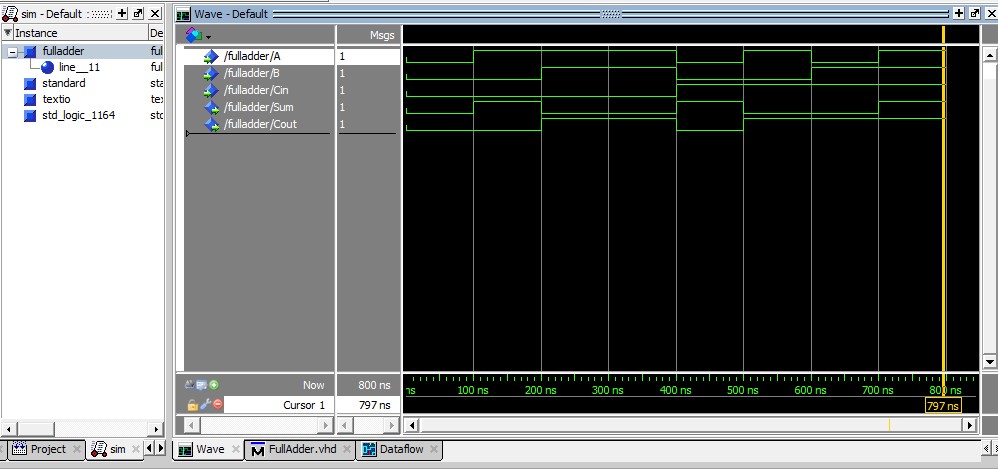 sim - Default
Wave - Default
Instance
De
Msgs
fulladder
ful
line__11
ful
standard
sta
textio
tex
std_logic_1164
std
/fulladder/A
1
/fulladder/B
1
/fulladder/Cin
1
/fulladder/Sum
1
/fulladder/Cout
1
Now
800 ns
ns
100 ns
200 ns
300 ns
400 ns
500 ns
600 ns
700 ns
800 ns
Cursor 1
797 ns
797 ns
Project
sim
Wave
FullAdder.vhd
Dataflow